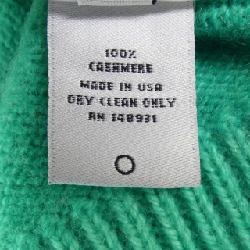 100%
CASHMERE
MADE IN USA
DRY CLEAN ONLY
RN 148931